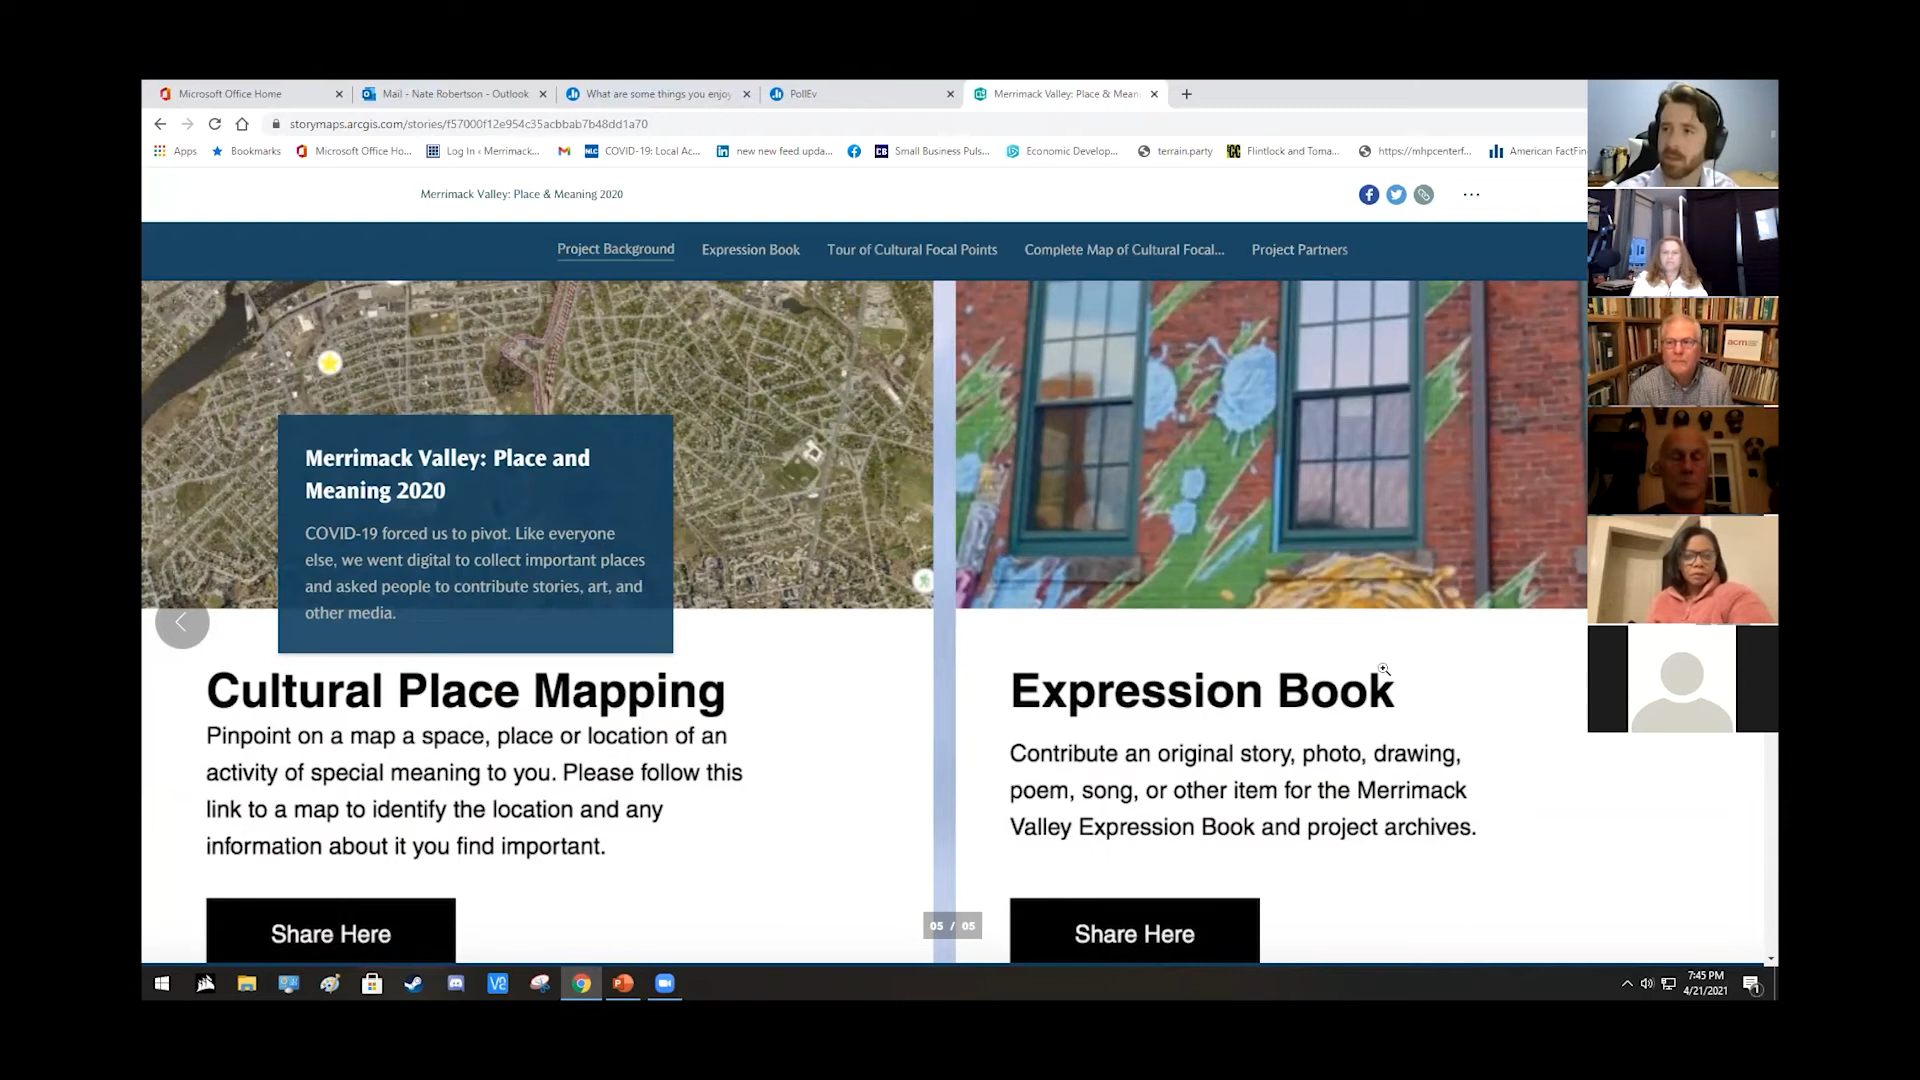 Microsoft Office Home
Mail - Nate Robertson - Outlook
What are some things you enjoy
PollEv
Merrimack Valley: Place & Mean
storymaps.arcgis.com/stories/f57000f12e954c35acbbab7b48dd1a70
Apps
Bookmarks
Microsoft Office Ho...
Log In ‹ Merrimack...
NLC
COVID-19: Local Ac...
new new feed upda...
CB
Small Business Puls...
Economic Develop...
terrain.party
Flintlock and Toma...
https://mhpcenterf...
American FactFin
Merrimack Valley: Place & Meaning 2020
...
Project Background
Expression Book
Tour of Cultural Focal Points
Complete Map of Cultural Focal...
Project Partners
acm
Merrimack Valley: Place and
Meaning 2020
COVID-19 forced us to pivot. Like everyone
else, we went digital to collect important places
and asked people to contribute stories, art, and
other media.
Cultural Place Mapping
Pinpoint on a map a space, place or location of an
activity of special meaning to you. Please follow this
link to a map to identify the location and any
information about it you find important.
Share Here
Expression Book
Contribute an original story, photo, drawing,
poem, song, or other item for the Merrimack
Valley Expression Book and project archives.
Share Here
05 / 05
7:45 PM
4/21/2021
1